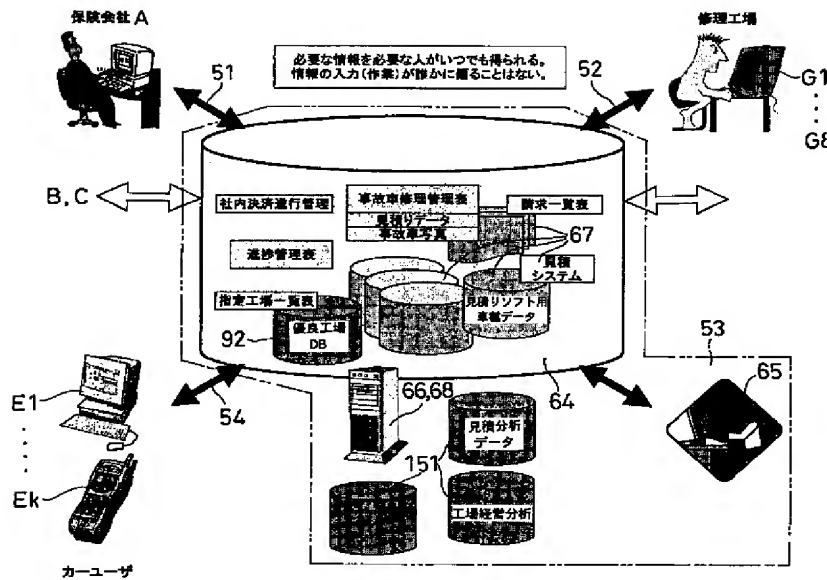 保険会社 A
修理工場
51
必要な情報を必要な人がいつでも得られる。
情報の入力(作業)が誰かに偏ることはない。
52
G1
G8
B, C
社内決済進行管理
事故車修理管理表
見積りデータ
事故車写真
請求一覧表
67
進捗管理表
見積
システム
指定工場一覧表
見積りソフト用
車種データ
92
優良工場
DB
53
E1
54
66,68
64
65
見積分析
データ
151
Ek
工場経営分析
カーユーザ